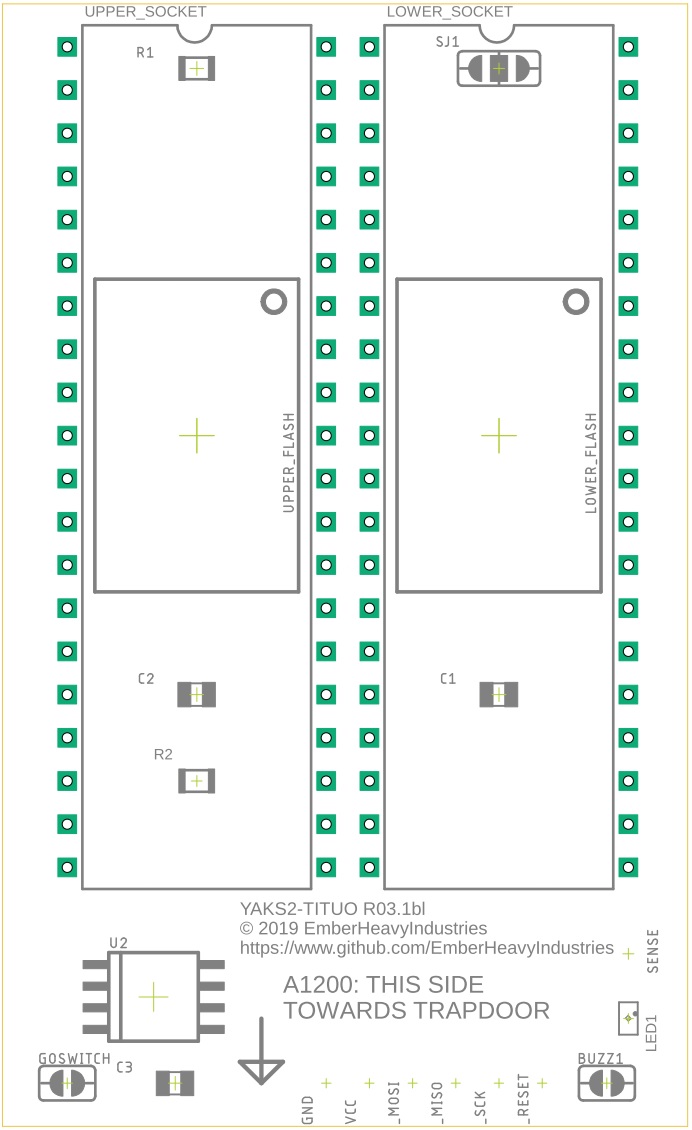 UPPER_SOCKET
LOWER_SOCKET
R1
SJ1
UPPER_FLASH
LOWER_FLASH
C2
C1
R2
YAKS2-TITUO R03.1bl
© 2019 EmberHeavyIndustries
https://www.github.com/EmberHeavyIndustries
U2
SENSE
A1200: THIS SIDE
TOWARDS TRAPDOOR
LED1
GOSWITCH
C3
BUZZ1
GND
VCC
_MOSI
_MISO
_SCK
_RESET